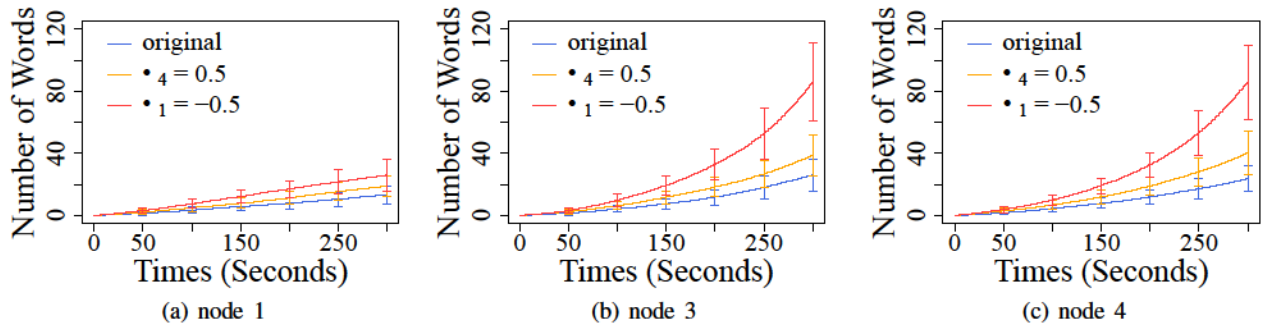 Number of Words
120
80
40
0
original
• 4 = 0.5
• 1 = −0.5
0 50 150 250
Times (Seconds)
(a) node 1
Number of Words
120
80
40
0
original
• 4 = 0.5
• 1 = −0.5
0 50 150 250
Times (Seconds)
(b) node 3
Number of Words
120
80
40
0
original
• 4 = 0.5
• 1 = −0.5
0 50 150 250
Times (Seconds)
(c) node 4